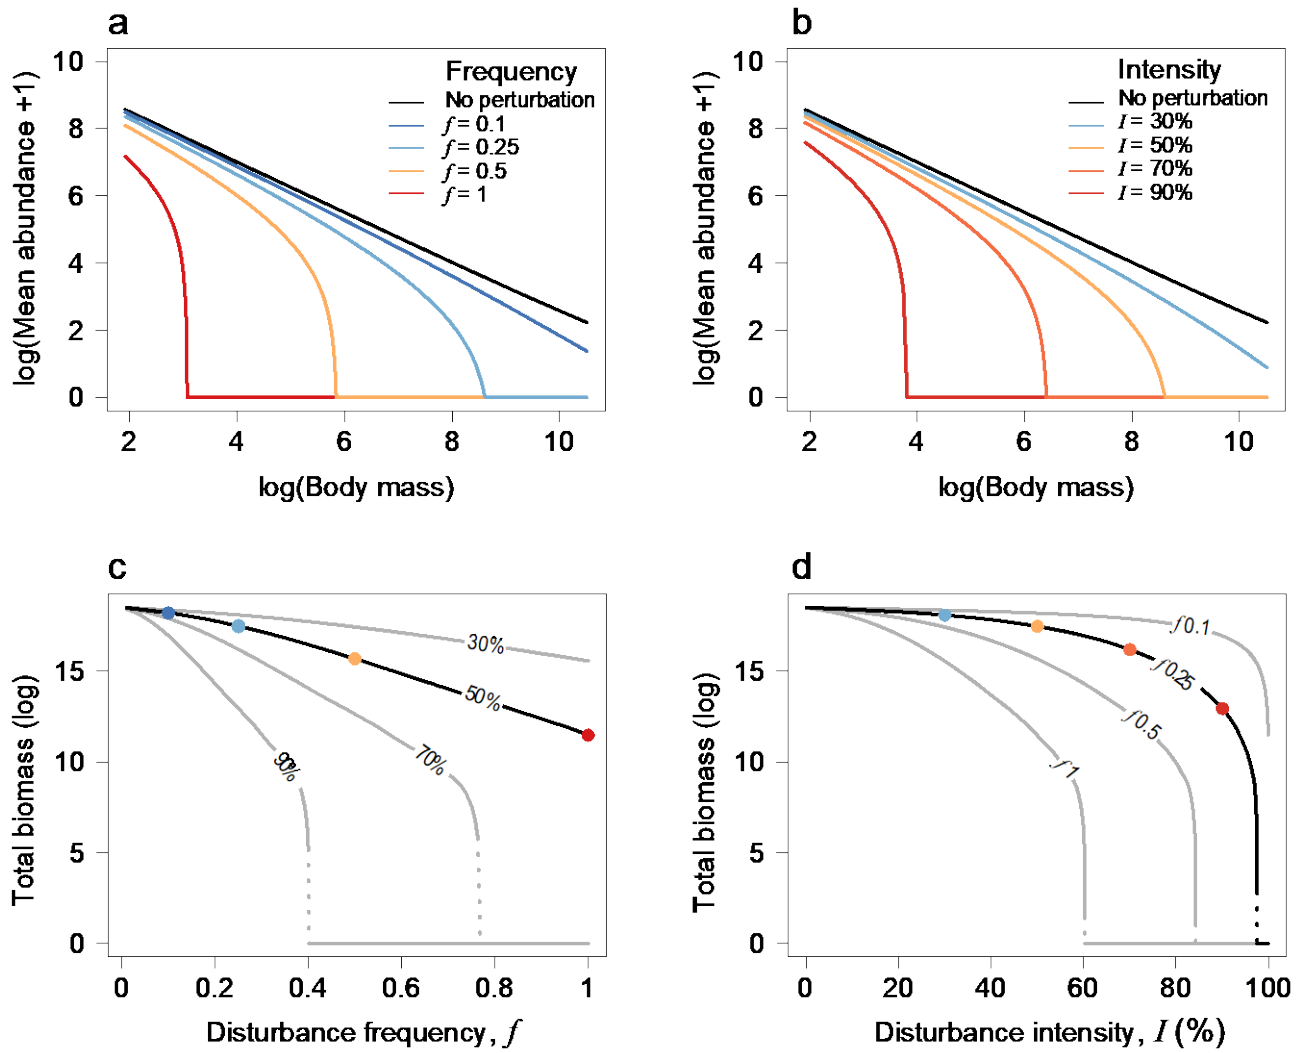 a
log(Mean abundance +1)
10
8
6
4
2
0
Frequency
No perturbation
f = 0.1
f = 0.25
f = 0.5
f = 1
2 4 6 8 10
log(Body mass)
b
log(Mean abundance +1)
10
8
6
4
2
0
Intensity
No perturbation
I = 30%
I = 50%
I = 70%
I = 90%
2 4 6 8 10
log(Body mass)
c
Total biomass (log)
15
10
5
0
30%
50%
70%
90%
0 0.2 0.4 0.6 0.8 1
Disturbance frequency, f
d
Total biomass (log)
15
10
5
0
f 0.1
f 0.25
f 0.5
f 1
0 20 40 60 80 100
Disturbance intensity, I (%)